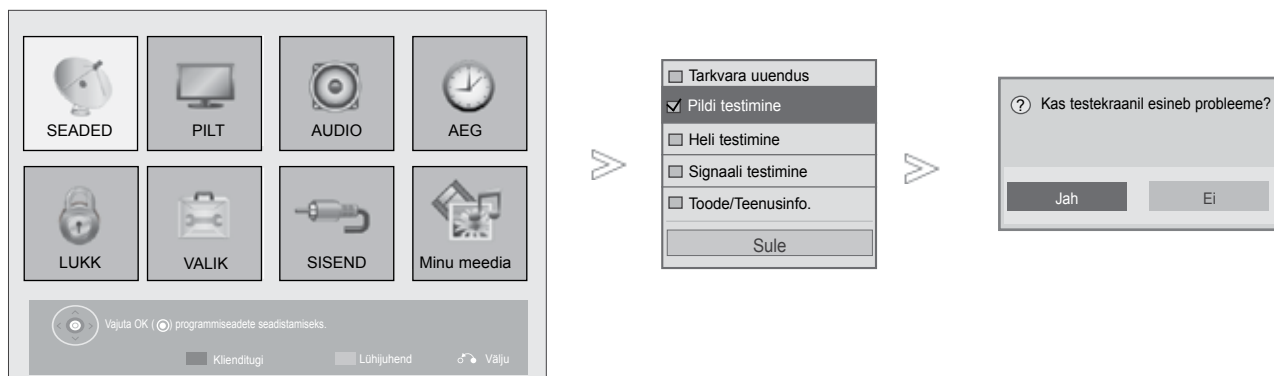 SEADED
PILT
AUDIO
AEG
LUKK
VALIK
SISEND
Minu meedia
Vajuta OK ( ) programmiseadete seadistamiseks.
Klienditugi
Lühijuhend
Välju
Tarkvara uuendus
Pildi testimine
Heli testimine
Signaali testimine
Toode/Teenusinfo.
Sule
? Kas testekraanil esineb probleeme?
Jah
Ei